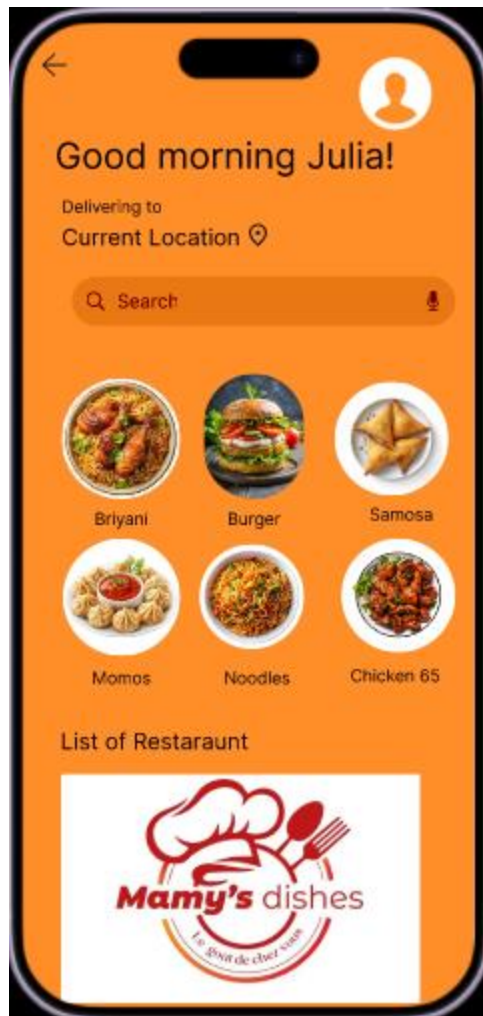 Good morning Julia!
Delivering to
Current Location
Search
Briyani
Burger
Samosa
Momos
Noodles
Chicken 65
List of Restaraunt
Mamy's dishes
Le goût de chez vous